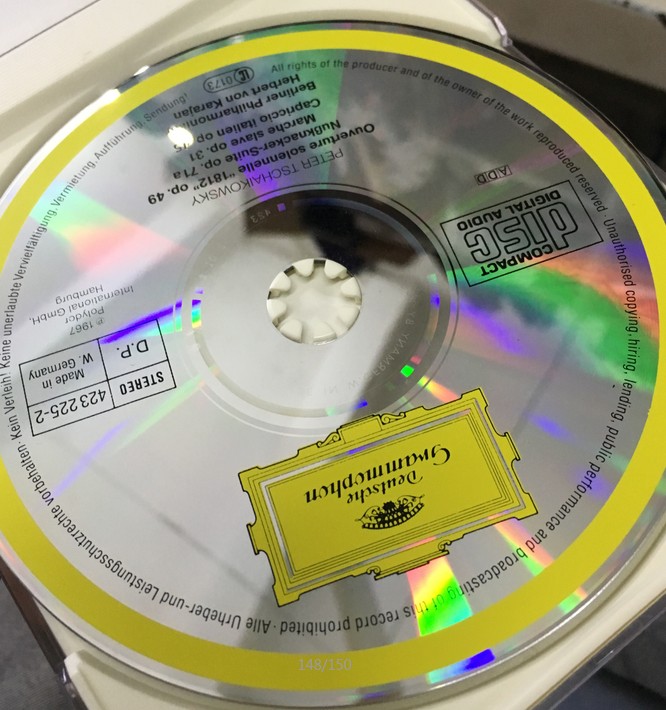 Deutsche
Grammophon
COMPACT
disc
DIGITAL AUDIO
ADD
STEREO
423 225-2
D.P.
Made in
W. Germany
℗ 1967
Polydor
International GmbH,
Hamburg
PETER TSCHAIKOWSKY
Ouverture solennelle "1812" op. 49
Nußknacker-Suite op. 71a
Marche slave op. 31
Capriccio italien op.
Berliner Philharmoni
Herbert von Karajan
LC 0173
All rights of the producer and of the owner of the work reproduced reserved · Unauthorised copying, hiring, lending, public performance and broadcasting of this record prohibited · Alle Urheber- und Leistungsschutzrechte vorbehalten · Kein Verleih! Keine unerlaubte Vervielfältigung, Vermietung, Aufführung, Sendung!
148/150